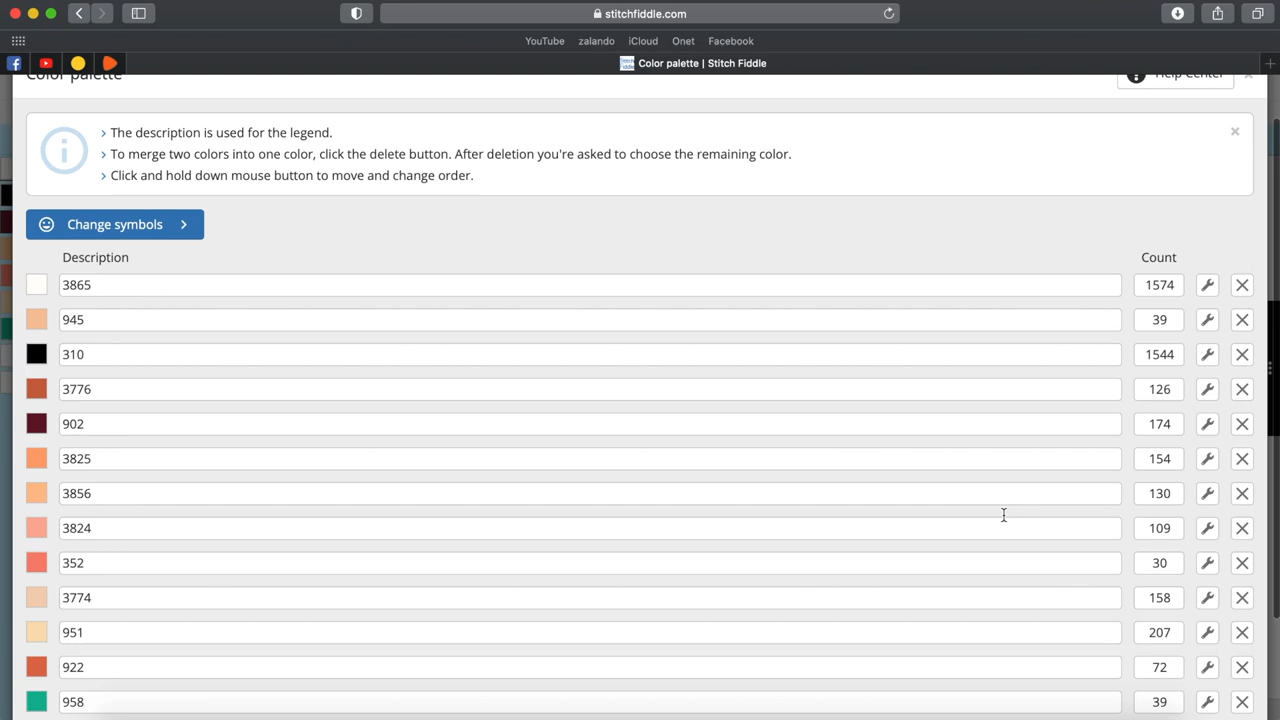 stitchfiddle.com
YouTube zalando iCloud Onet Facebook
Color palette | Stitch Fiddle
Color palette
Help Center
> The description is used for the legend.
> To merge two colors into one color, click the delete button. After deletion you're asked to choose the remaining color.
> Click and hold down mouse button to move and change order.
Change symbols >
Description Count
3865 1574
945 39
310 1544
3776 126
902 174
3825 154
3856 130
3824 109
352 30
3774 158
951 207
922 72
958 39